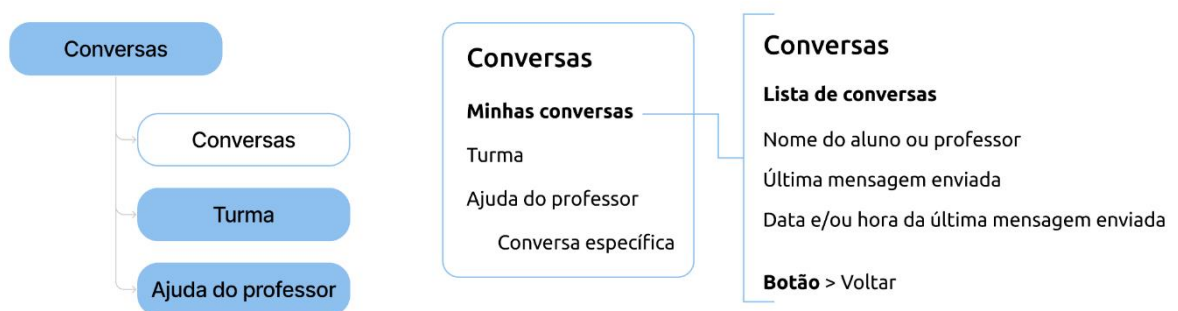 Conversas
Conversas
Turma
Ajuda do professor
Conversas
Minhas conversas
Turma
Ajuda do professor
Conversa específica
Conversas
Lista de conversas
Nome do aluno ou professor
Última mensagem enviada
Data e/ou hora da última mensagem enviada
Botão > Voltar